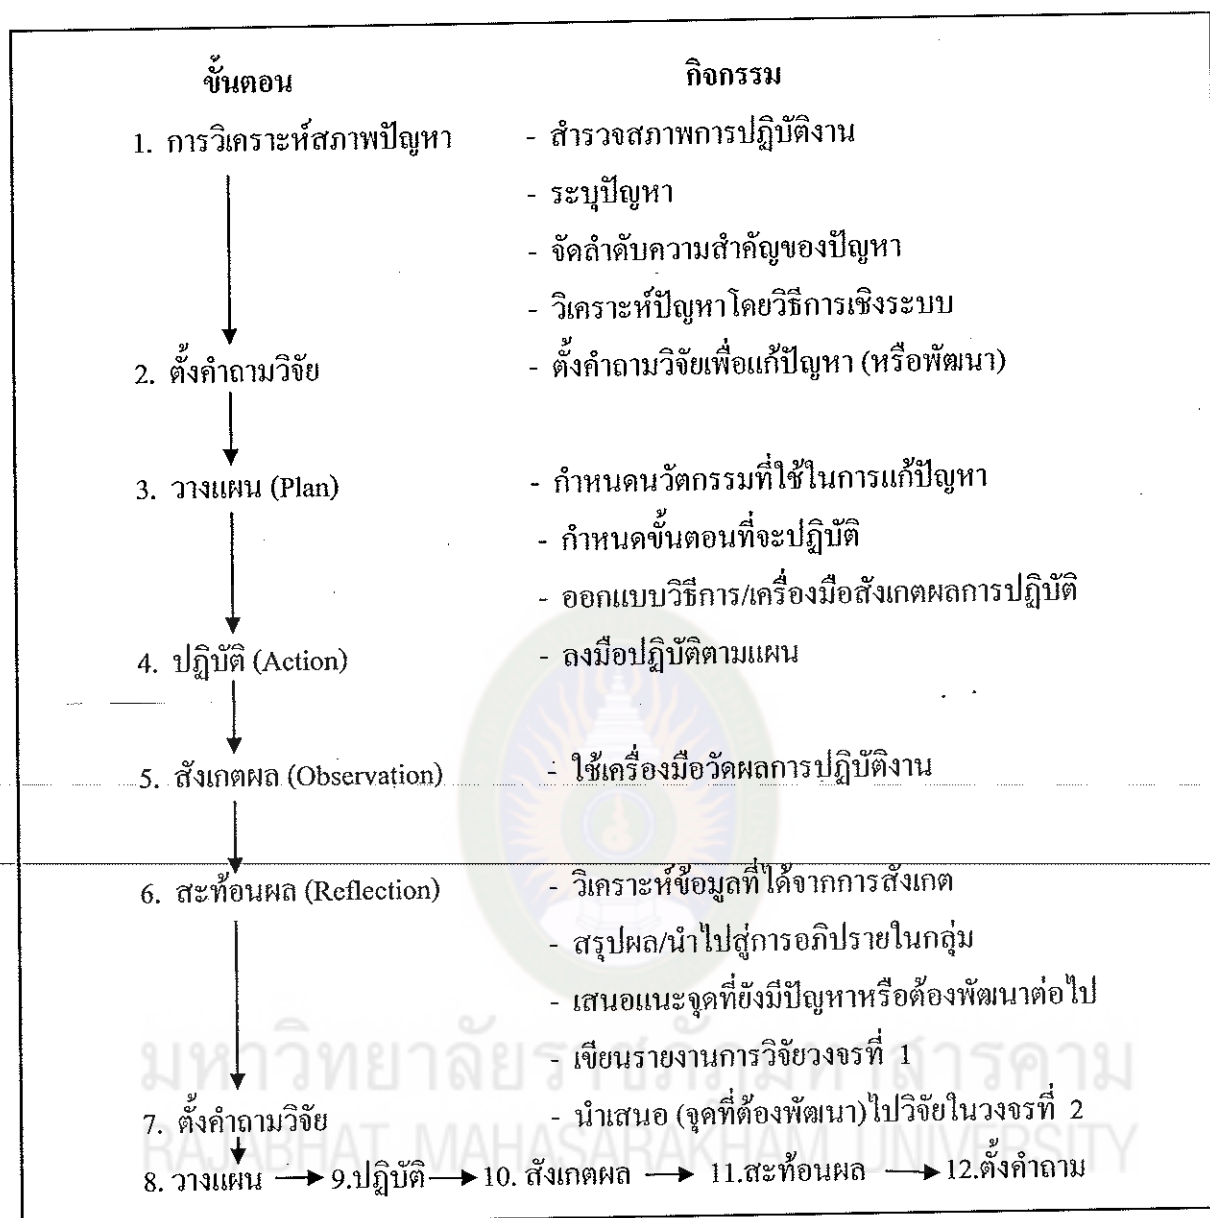 ขั้นตอน กิจกรรม
1. การวิเคราะห์สภาพปัญหา - สำรวจสภาพการปฏิบัติงาน
- ระบุปัญหา
- จัดลำดับความสำคัญของปัญหา
- วิเคราะห์ปัญหาโดยวิธีการเชิงระบบ
2. ตั้งคำถามวิจัย - ตั้งคำถามวิจัยเพื่อแก้ปัญหา (หรือพัฒนา)
3. วางแผน (Plan) - กำหนดนวัตกรรมที่ใช้ในการแก้ปัญหา
- กำหนดขั้นตอนที่จะปฏิบัติ
- ออกแบบวิธีการ/เครื่องมือสังเกตผลการปฏิบัติ
4. ปฏิบัติ (Action) - ลงมือปฏิบัติตามแผน
5. สังเกตผล (Observation) - ใช้เครื่องมือวัดผลการปฏิบัติงาน
6. สะท้อนผล (Reflection) - วิเคราะห์ข้อมูลที่ได้จากการสังเกต
- สรุปผล/นำไปสู่การอภิปรายในกลุ่ม
- เสนอแนะจุดที่ยังมีปัญหาหรือต้องพัฒนาต่อไป
- เขียนรายงานการวิจัยวงจรที่ 1
มหาวิทยาลัยราชภัฏมหาสารคาม
7. ตั้งคำถามวิจัย - นำเสนอ (จุดที่ต้องพัฒนา) ไปวิจัยในวงจรที่ 2
RAJABHAT MAHASARAKHAM UNIVERSITY
8. วางแผน 9.ปฏิบัติ 10. สังเกตผล 11.สะท้อนผล 12.ตั้งคำถาม